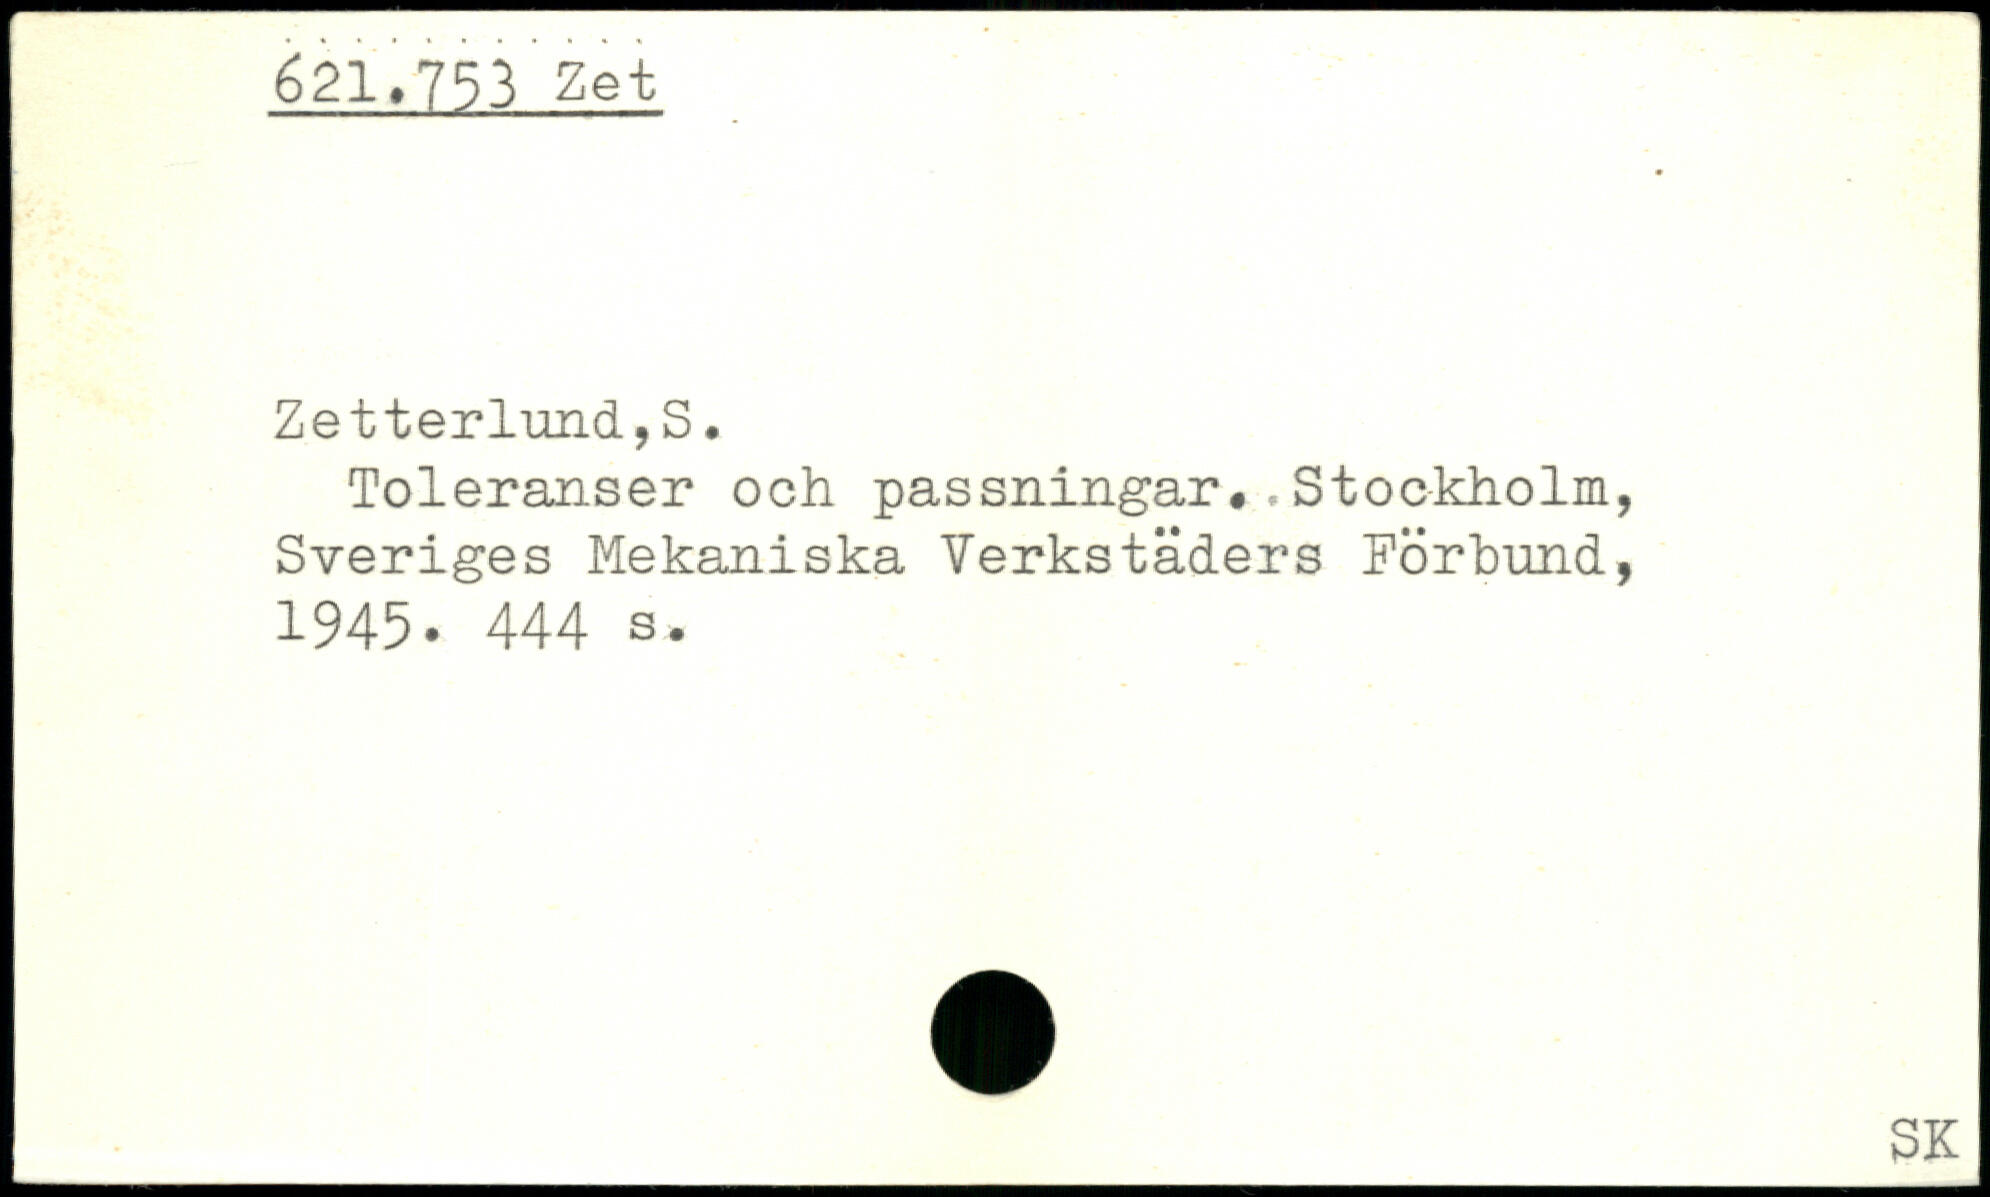 621.753 Zet
Zetterlund,S.
Toleranser och passningar. Stockholm,
Sveriges Mekaniska Verkstäders Förbund,
1945. 444 s.
SK